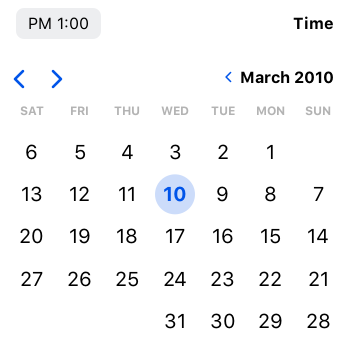 PM 1:00 Time
March 2010
SAT FRI THU WED TUE MON SUN
6 5 4 3 2 1
13 12 11 10 9 8 7
20 19 18 17 16 15 14
27 26 25 24 23 22 21
31 30 29 28